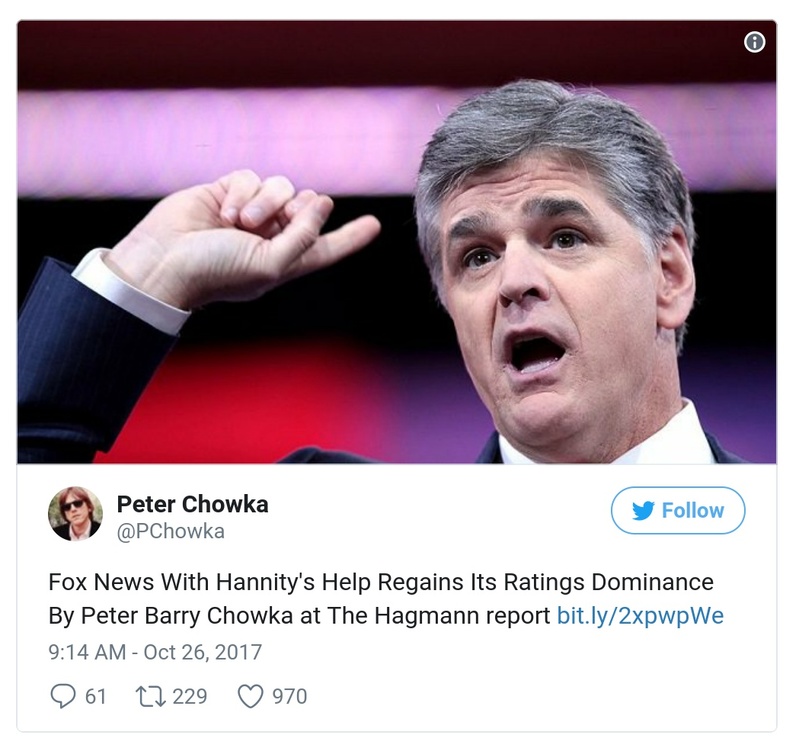 Peter Chowka
@PChowka
Follow
Fox News With Hannity's Help Regains Its Ratings Dominance
By Peter Barry Chowka at The Hagmann report bit.ly/2xpwpWe
9:14 AM - Oct 26, 2017
61 229 970